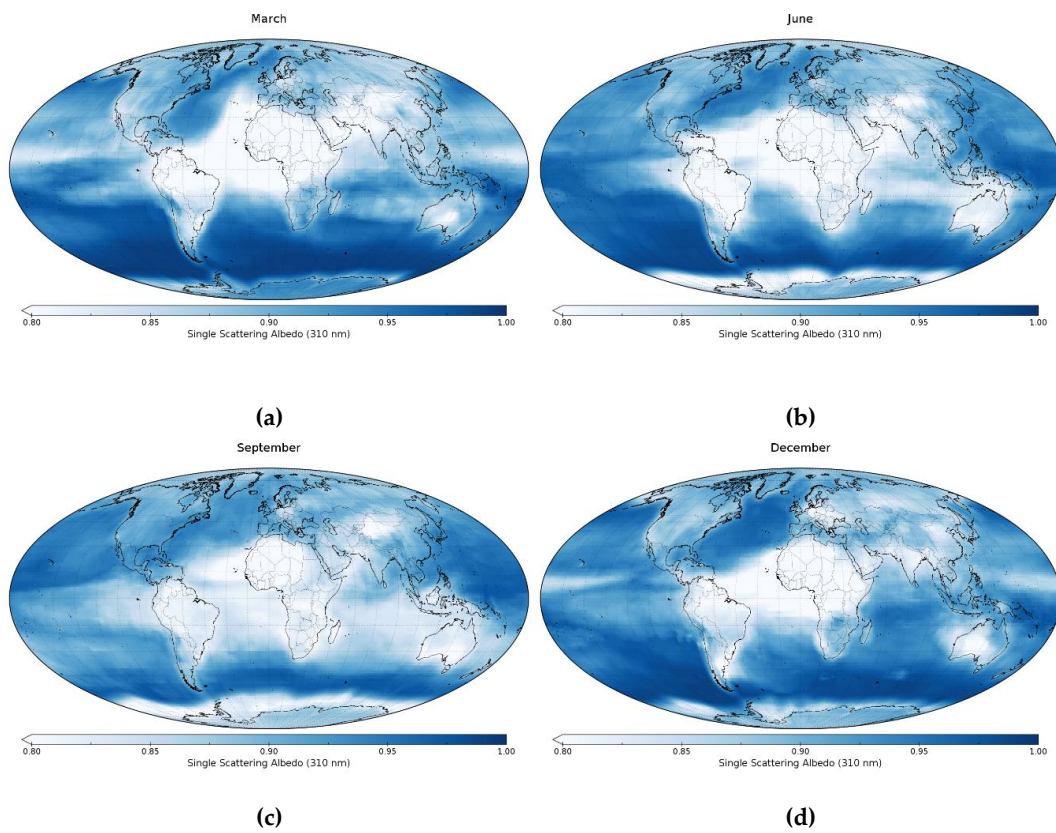 March
June
0.80 0.85 0.90 0.95 1.00
Single Scattering Albedo (310 nm)
0.80 0.85 0.90 0.95 1.00
Single Scattering Albedo (310 nm)
(a)
(b)
September
December
0.80 0.85 0.90 0.95 1.00
Single Scattering Albedo (310 nm)
0.80 0.85 0.90 0.95 1.00
Single Scattering Albedo (310 nm)
(c)
(d)